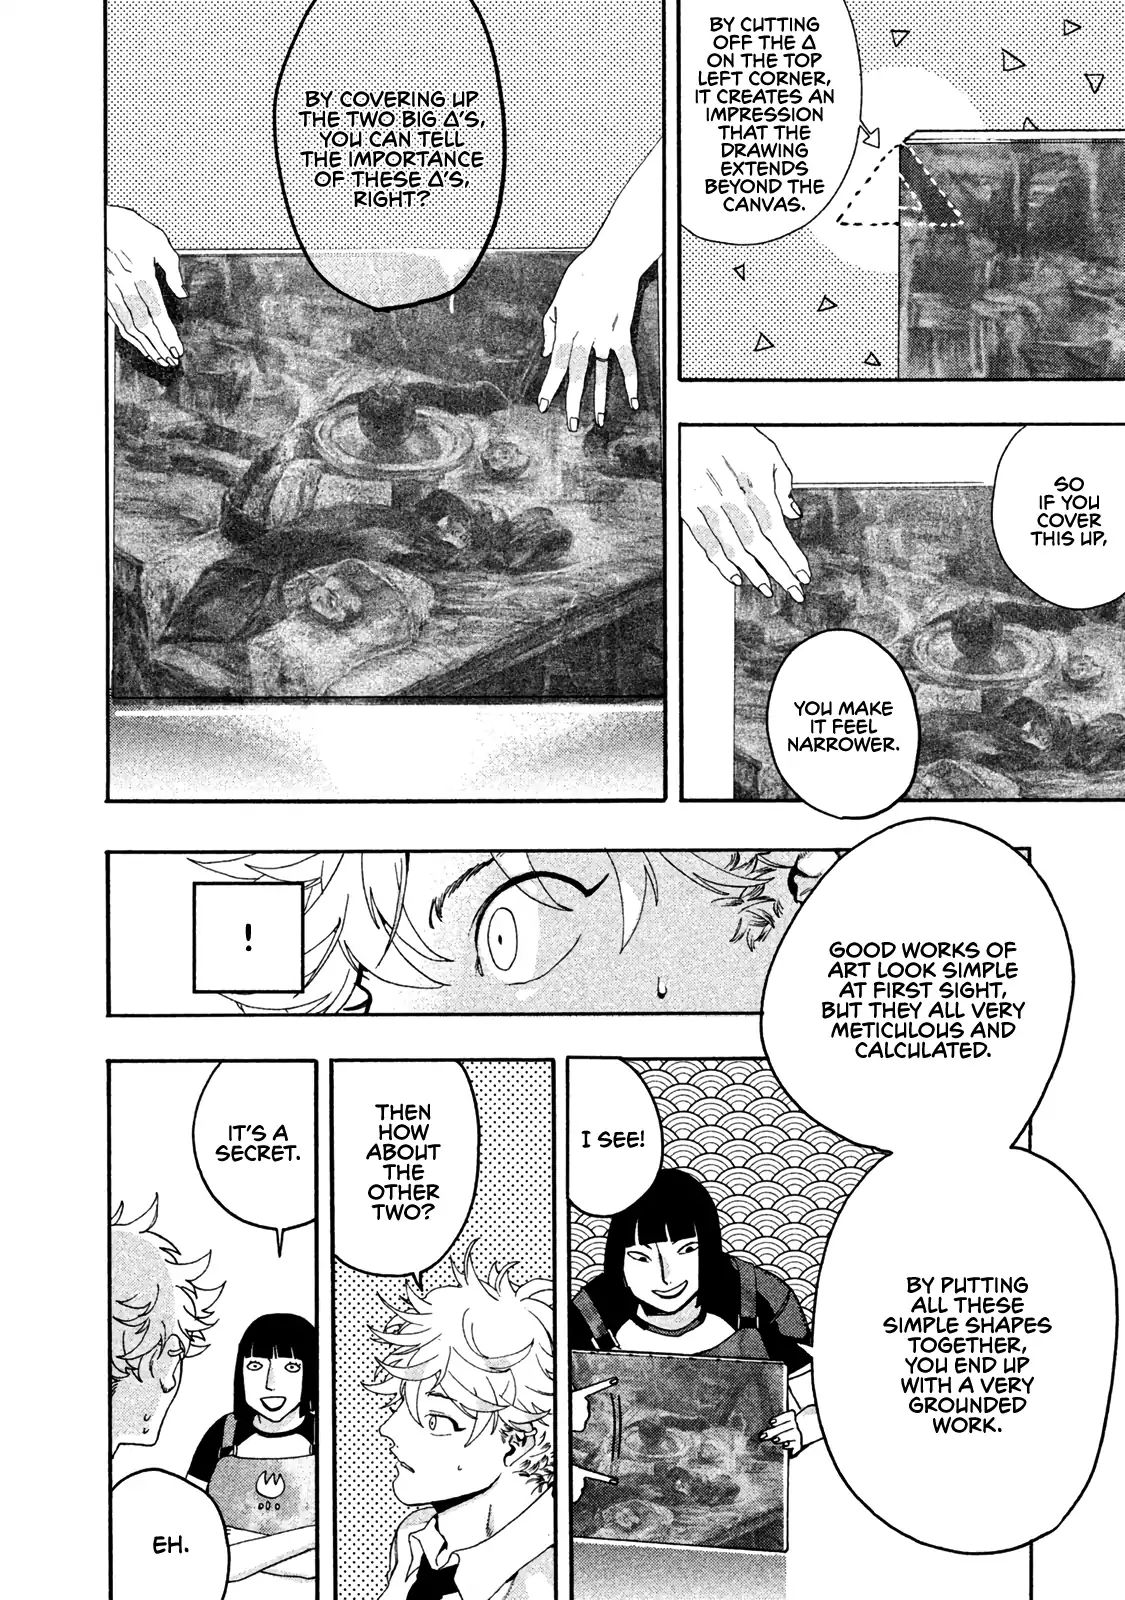 BY CUTTING
OFF THE Δ
ON THE TOP
LEFT CORNER,
IT CREATES AN
IMPRESSION
THAT THE
DRAWING
EXTENDS
BEYOND THE
CANVAS.
SO
IF YOU
COVER
THIS UP,
YOU MAKE
IT FEEL
NARROWER.
BY COVERING UP
THE TWO BIG Δ'S,
YOU CAN TELL
THE IMPORTANCE
OF THESE Δ'S,
RIGHT?
GOOD WORKS OF
ART LOOK SIMPLE
AT FIRST SIGHT,
BUT THEY ALL VERY
METICULOUS AND
CALCULATED.
!
BY PUTTING
ALL THESE
SIMPLE SHAPES
TOGETHER,
YOU END UP
WITH A VERY
GROUNDED
WORK.
I SEE!
THEN
HOW
ABOUT
THE
OTHER
TWO?
IT'S A
SECRET.
EH.